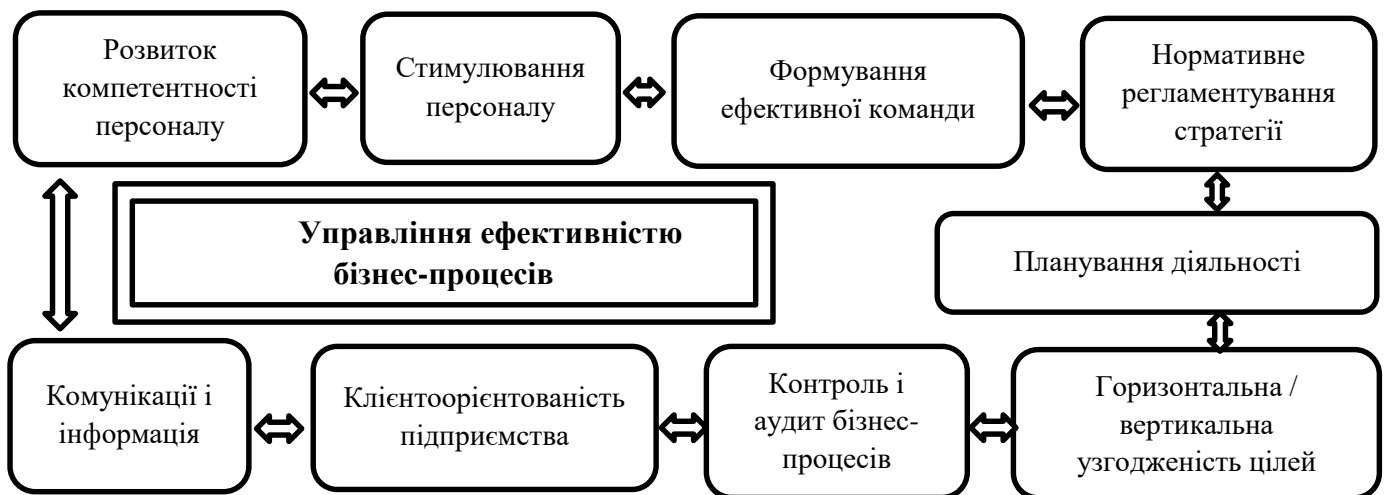 Розвиток
компетентності
персоналу
Стимулювання
персоналу
Формування
ефективної команди
Нормативне
регламентування
стратегії
Управління ефективністю
бізнес-процесів
Планування діяльності
Комунікації і
інформація
Клієнтоорієнтованість
підприємства
Контроль і
аудит бізнес-
процесів
Горизонтальна /
вертикальна
узгодженість цілей